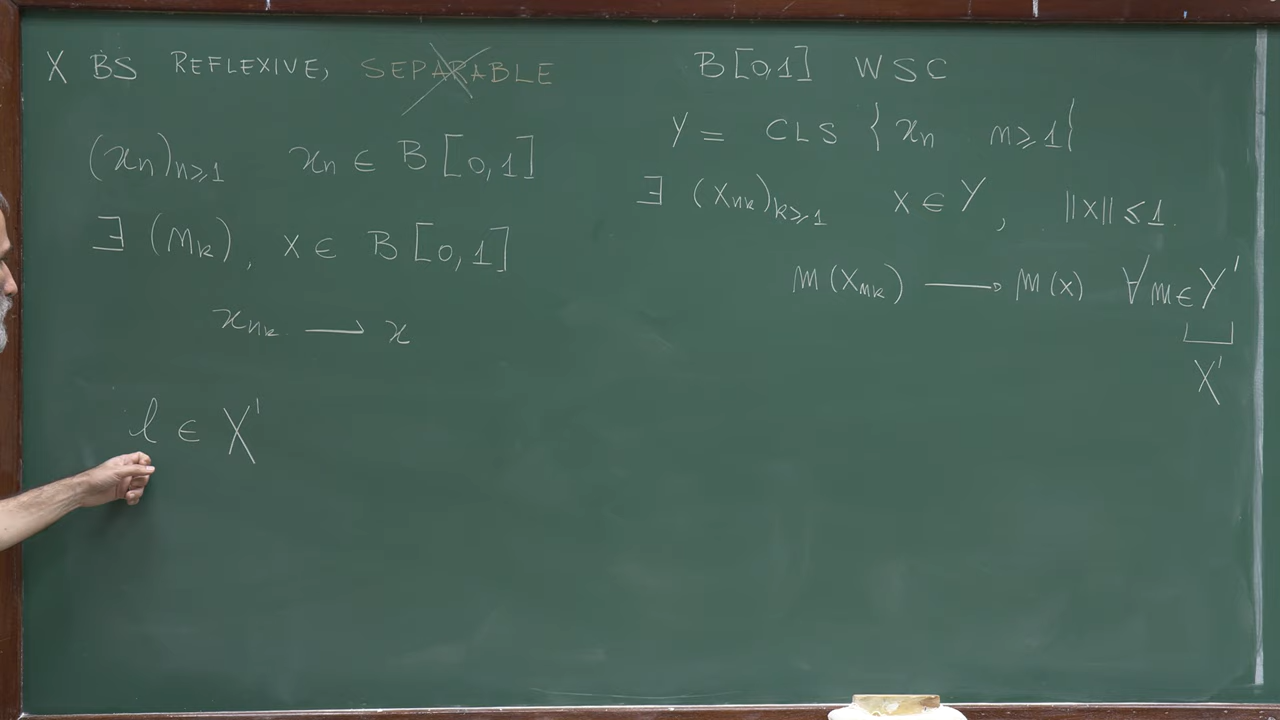 X BS REFLEXIVE, SEPARABLE
(xn)n≥1 xn ∈ B[0,1]
∃ (nk), x ∈ B[0,1]
xnk ⟶ x
l ∈ X'
B[0,1] WSC
Y = CLS {xn n≥1}
∃ (xnk)k≥1 x ∈ Y, ||x|| ≤ 1.
m(xnk) ⟶ m(x) ∀m∈Y'
X'